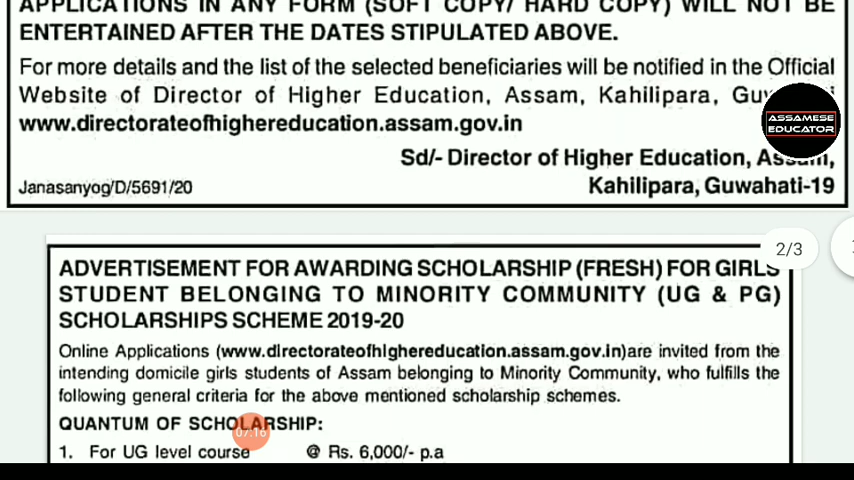 APPLICATIONS IN ANY FORM (SOFT COPY/ HARD COPY) WILL NOT BE
ENTERTAINED AFTER THE DATES STIPULATED ABOVE.
For more details and the list of the selected beneficiaries will be notified in the Official
Website of Director of Higher Education, Assam, Kahilipara,
www.directorateofhighereducation.assam.gov.in
ASSAMESE
EDUCATOR
Sd/- Director of Higher Education, Assam,
Janasanyog/D/5691/20
Kahilipara, Guwahati-19
2/3
ADVERTISEMENT FOR AWARDING SCHOLARSHIP (FRESH) FOR GIRLS
STUDENT BELONGING TO MINORITY COMMUNITY (UG & PG)
SCHOLARSHIPS SCHEME 2019-20
Online Applications (www.directorateofhighereducation.assam.gov.in)are invited from the
intending domicile girls students of Assam belonging to Minority Community, who fulfills the
following general criteria for the above mentioned scholarship schemes.
QUANTUM OF SCHOLARSHIP:
07:16
1. For UG level course @ Rs. 6,000/- p.a